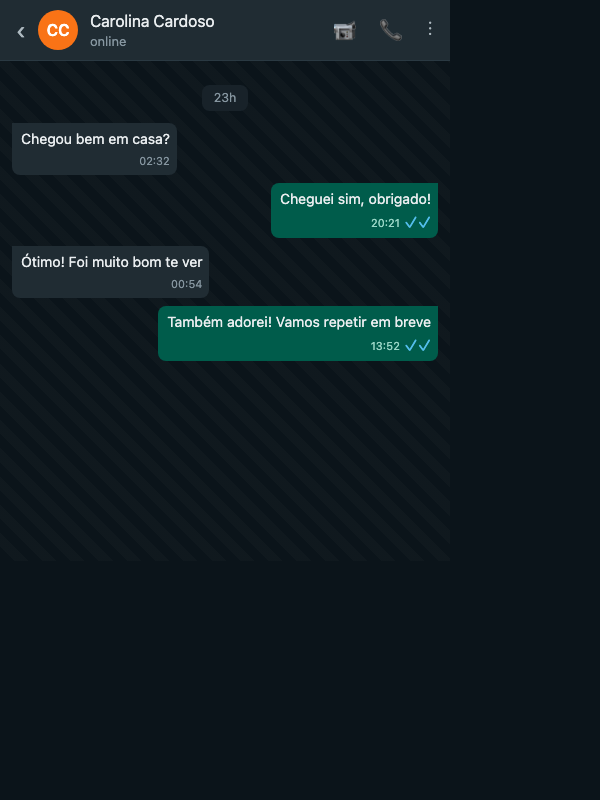 CC
Carolina Cardoso
online
23h
Chegou bem em casa?
02:32
Cheguei sim, obrigado!
20:21
Ótimo! Foi muito bom te ver
00:54
Também adorei! Vamos repetir em breve
13:52